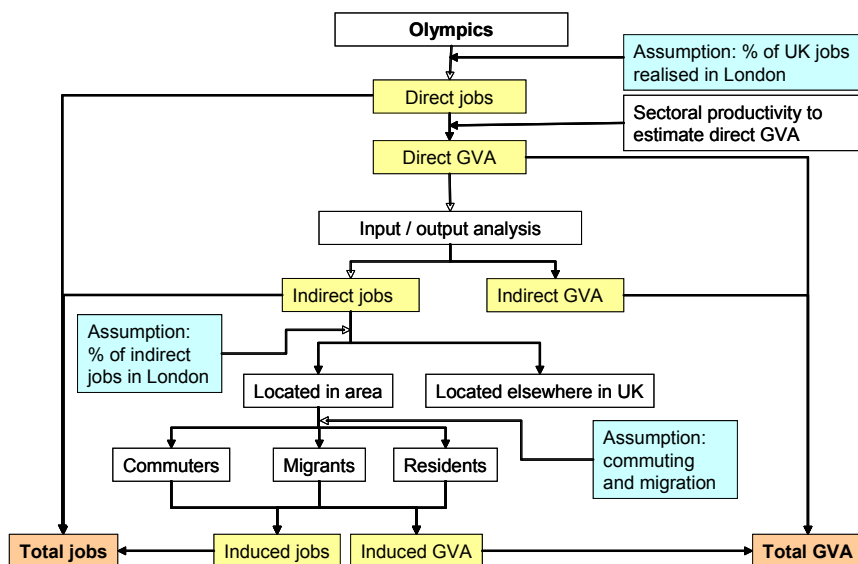 Olympics
Assumption: % of UK jobs
realised in London
Direct jobs
Sectoral productivity to
estimate direct GVA
Direct GVA
Input / output analysis
Indirect jobs
Indirect GVA
Assumption:
% of indirect
jobs in London
Located in area
Located elsewhere in UK
Assumption:
commuting
and migration
Commuters
Migrants
Residents
Total jobs
Induced jobs
Induced GVA
Total GVA